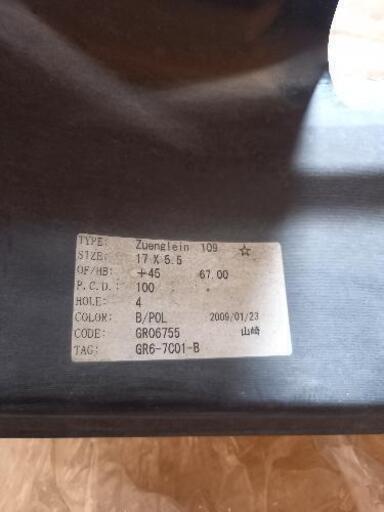 TYPE: Zuenglein 109 ☆
SIZE: 17 X 5.5
OF/HB: +45 67.00
P.C.D.: 100
HOLE: 4
COLOR: B/POL 2009/01/23
CODE: GR06755 山崎
TAG: GR6-7C01-B